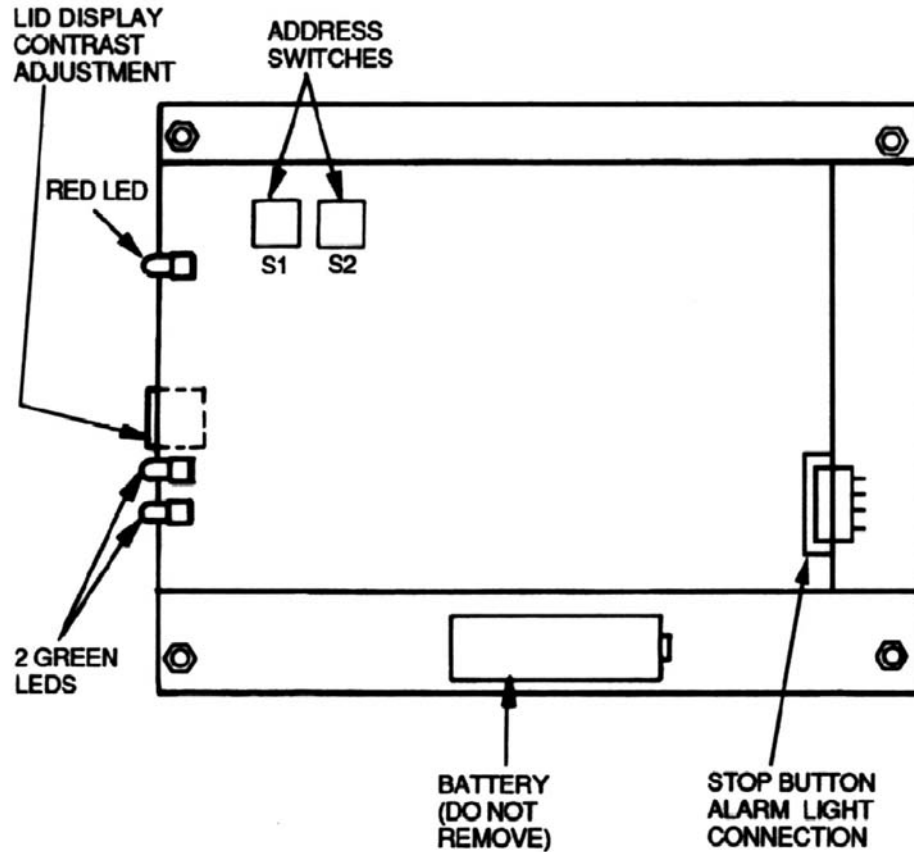 LID DISPLAY
CONTRAST
ADJUSTMENT
ADDRESS
SWITCHES
RED LED
S1
S2
2 GREEN
LEDS
BATTERY
(DO NOT
REMOVE)
STOP BUTTON
ALARM LIGHT
CONNECTION